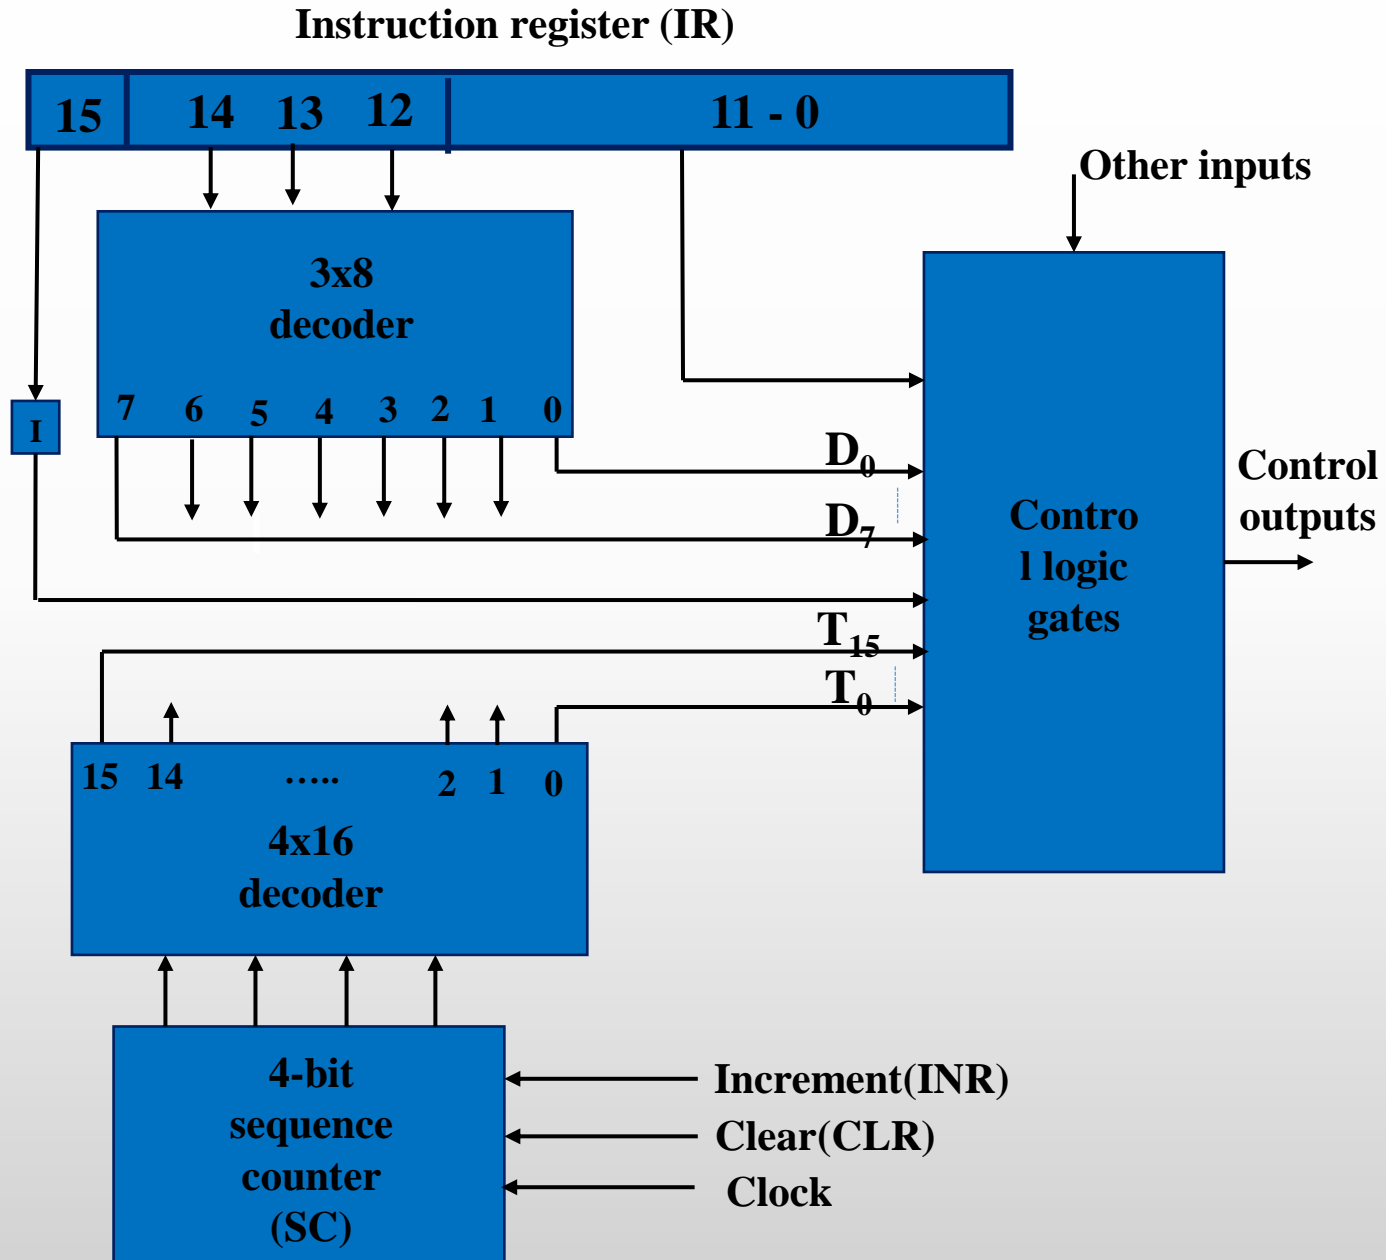 Instruction register (IR)
15 14 13 12 11 - 0
Other inputs
3x8
decoder
7 6 5 4 3 2 1 0
I
D0
D7
Contro
l logic
gates
Control
outputs
T15
T0
15 14 ….. 2 1 0
4x16
decoder
4-bit
sequence
counter
(SC)
Increment(INR)
Clear(CLR)
Clock